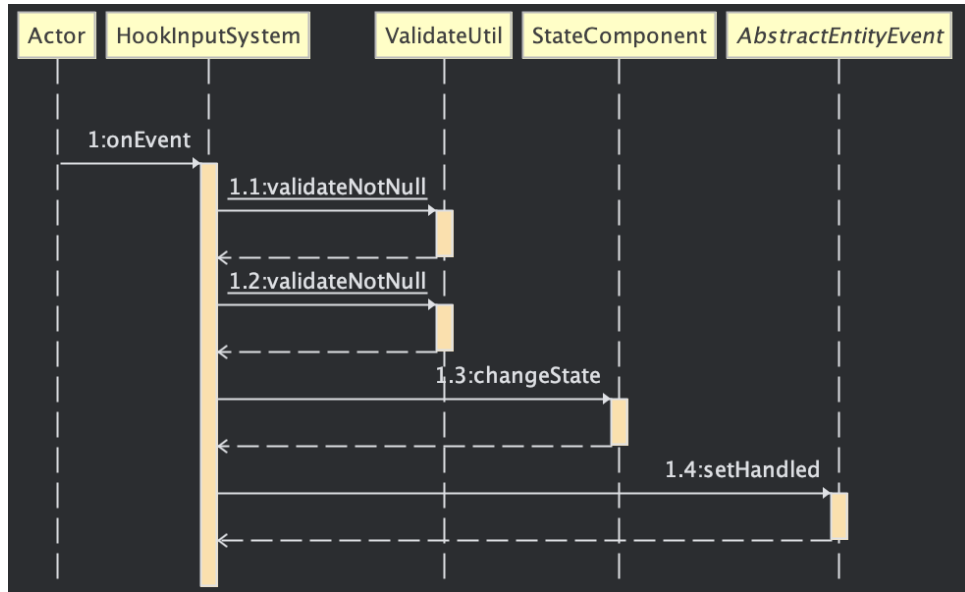 Actor
HookInputSystem
ValidateUtil
StateComponent
AbstractEntityEvent
1:onEvent
1.1:validateNotNull
1.2:validateNotNull
1.3:changeState
1.4:setHandled